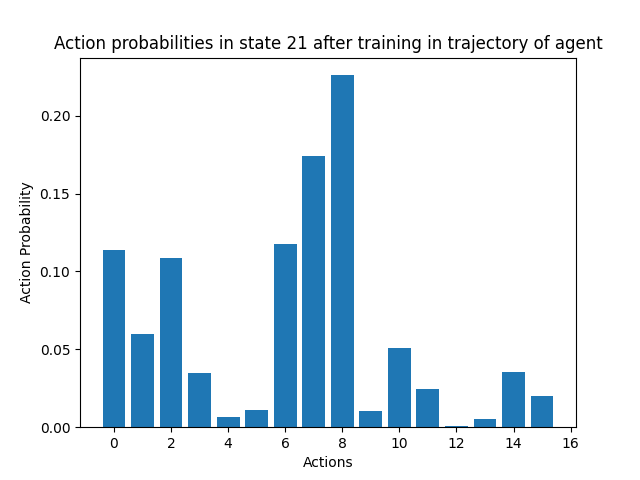 Action probabilities in state 21 after training in trajectory of agent
Action Probability
0.20
0.15
0.10
0.05
0.00
0 2 4 6 8 10 12 14 16
Actions